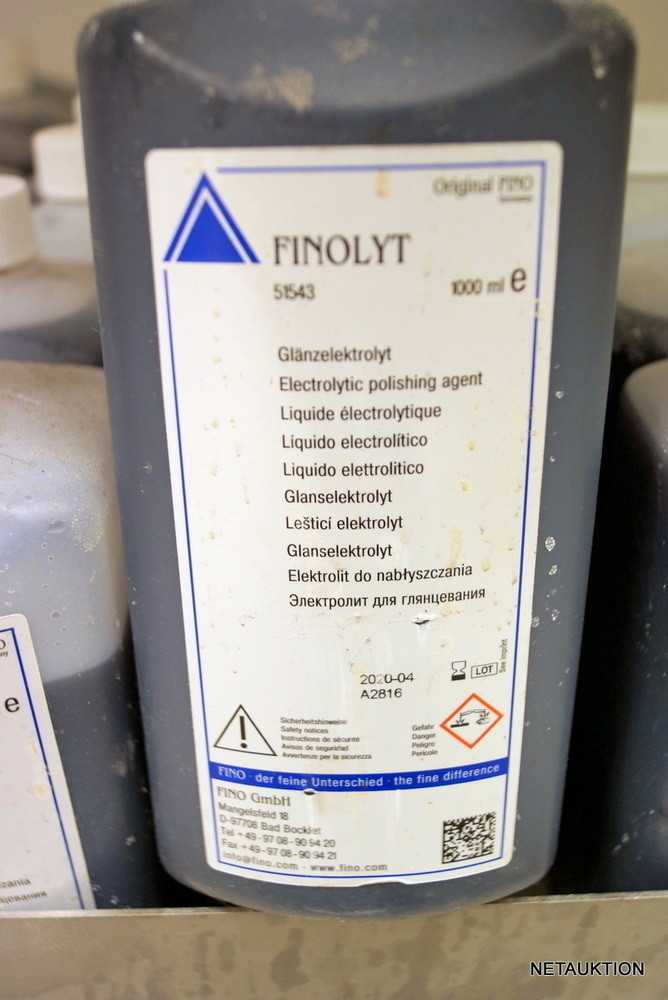 Original FINO
Germany
FINOLYT
51543
1000 ml e
Glänzelektrolyt
Electrolytic polishing agent
Liquide électrolytique
Líquido electrolítico
Liquido elettrolitico
Glanselektrolyt
Lešticí elektrolyt
Glanselektrolyt
Elektrolit do nabłyszczania
Электролит для глянцевания
2020-04
A2816
LOT
See imprint
Sicherheitshinweise
Safety notices
Instructions de sécurité
Avisos de seguridad
Avvertenze per la sicurezza
Gefahr
Danger
Peligro
Pericolo
FINO · der feine Unterschied · the fine difference
FINO GmbH
Mangelsfeld 18
D-97708 Bad Bocklet
Tel +49-97 08-90 94 20
Fax +49-97 08-90 94 21
info@fino.com · www.fino.com
e
NETAUKTION